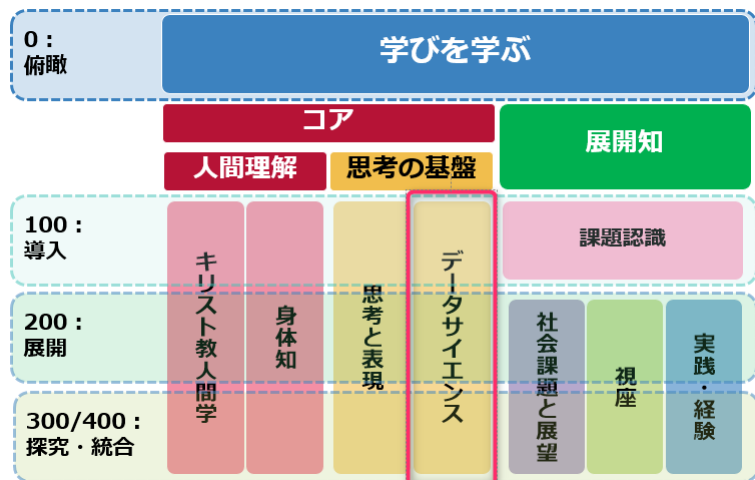 0：
俯瞰
学びを学ぶ
コア
展開知
人間理解
思考の基盤
100：
導入
課題認識
キリスト教人間学
身体知
思考と表現
データサイエンス
200：
展開
社会課題と展望
視座
実践・経験
300/400：
探究・統合